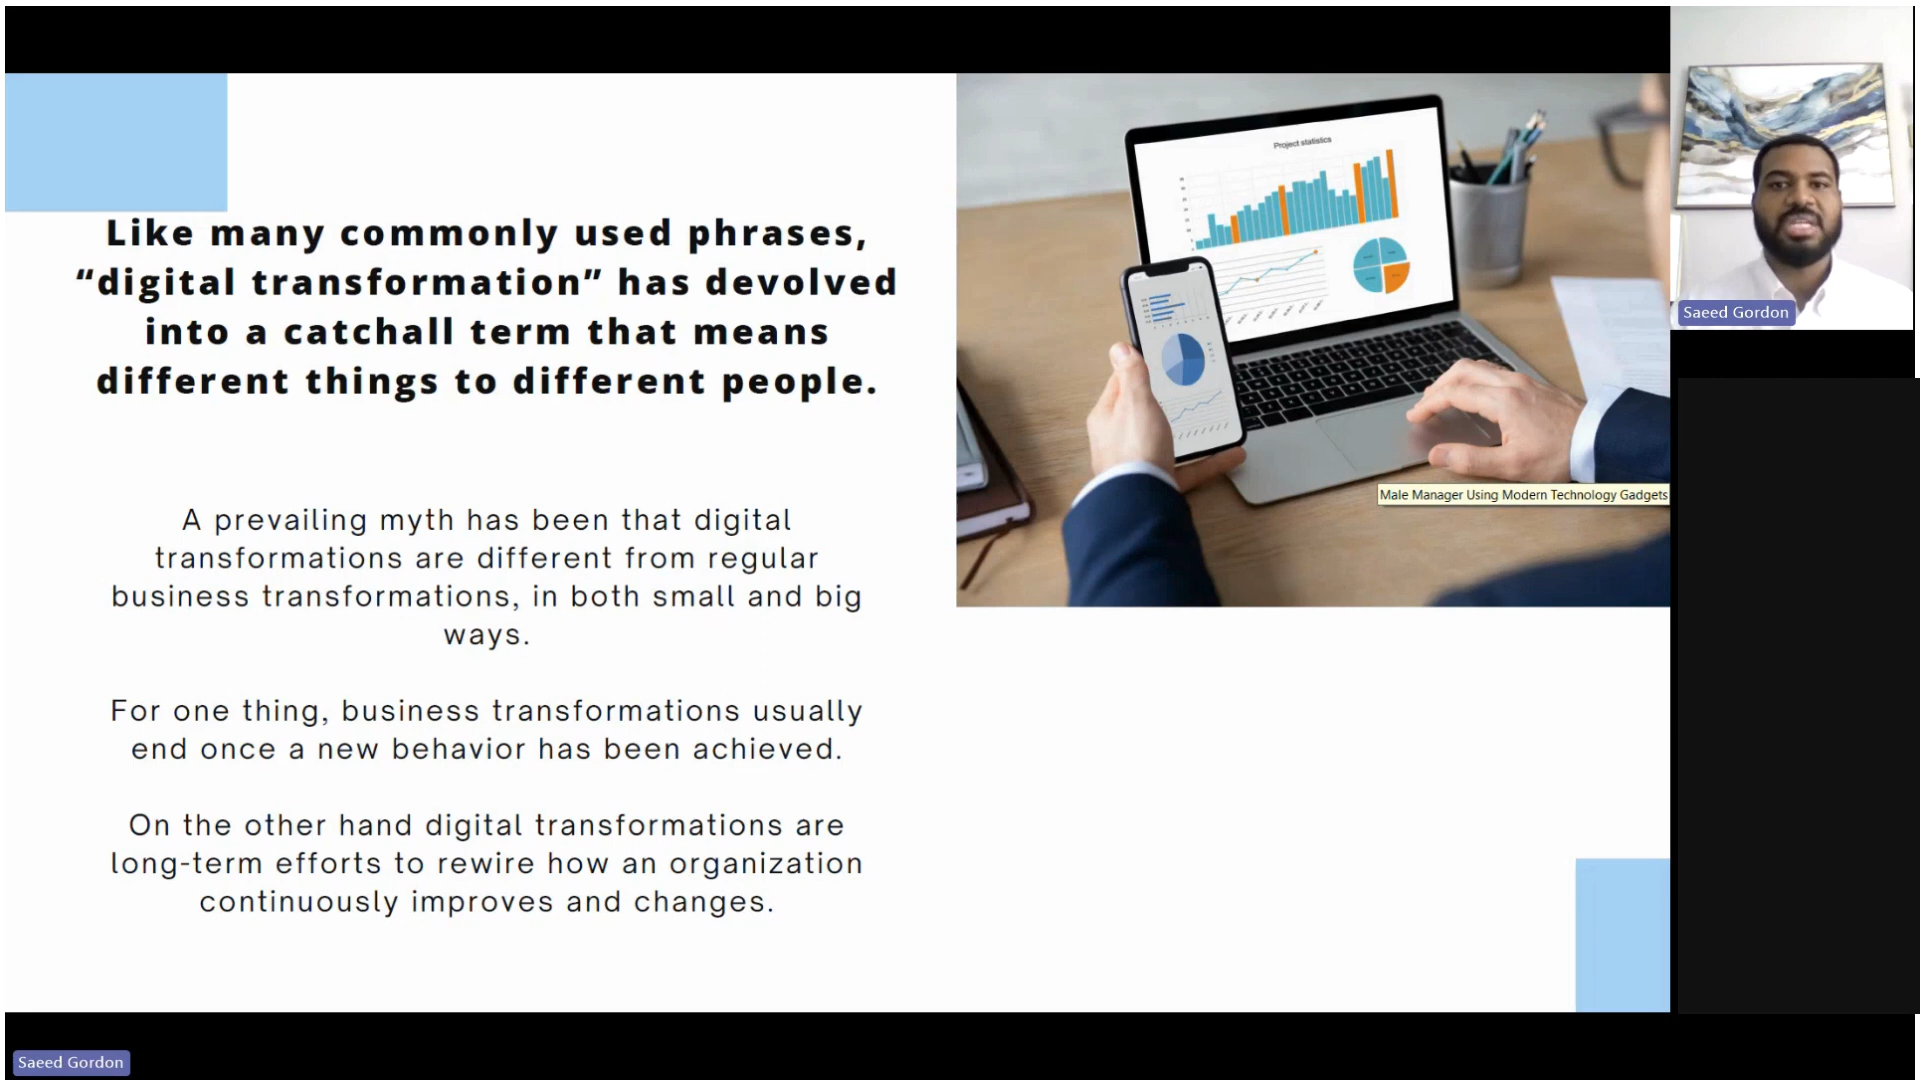 Like many commonly used phrases,
“digital transformation” has devolved
into a catchall term that means
different things to different people.
A prevailing myth has been that digital
transformations are different from regular
business transformations, in both small and big
ways.
For one thing, business transformations usually
end once a new behavior has been achieved.
On the other hand digital transformations are
long-term efforts to rewire how an organization
continuously improves and changes.
Project statistics
Male Manager Using Modern Technology Gadgets
Saeed Gordon
Saeed Gordon